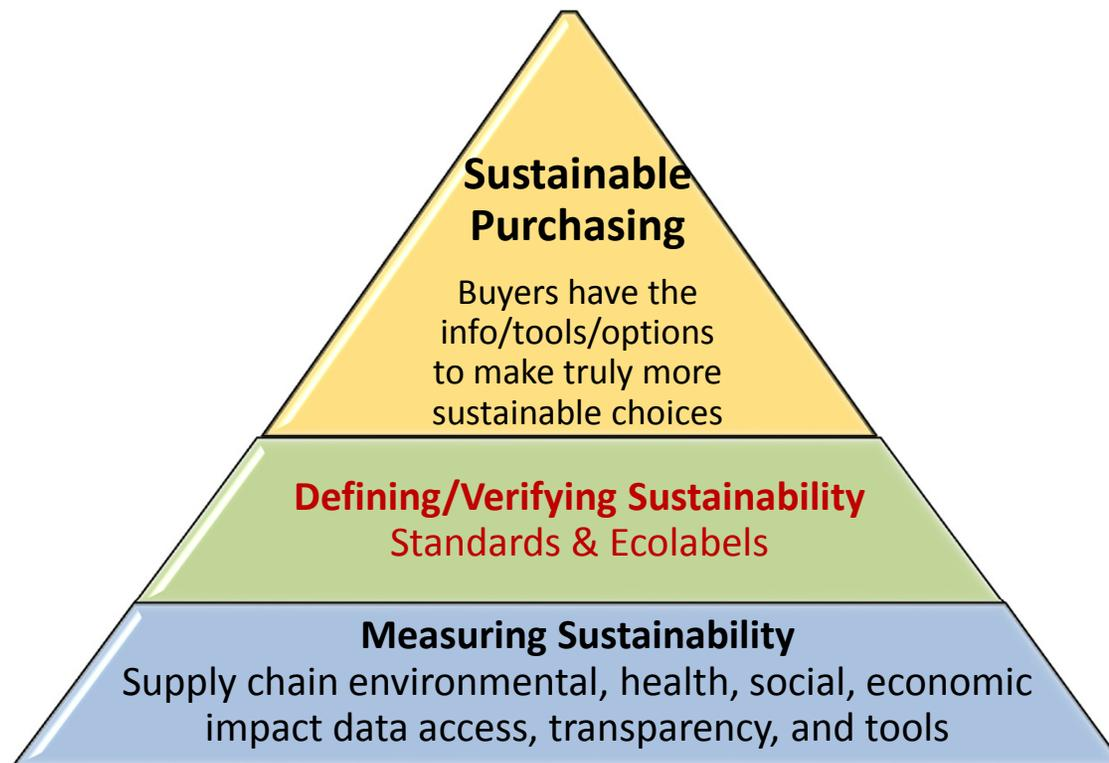 Sustainable
Purchasing
Buyers have the
info/tools/options
to make truly more
sustainable choices
Defining/Verifying Sustainability
Standards & Ecolabels
Measuring Sustainability
Supply chain environmental, health, social, economic
impact data access, transparency, and tools